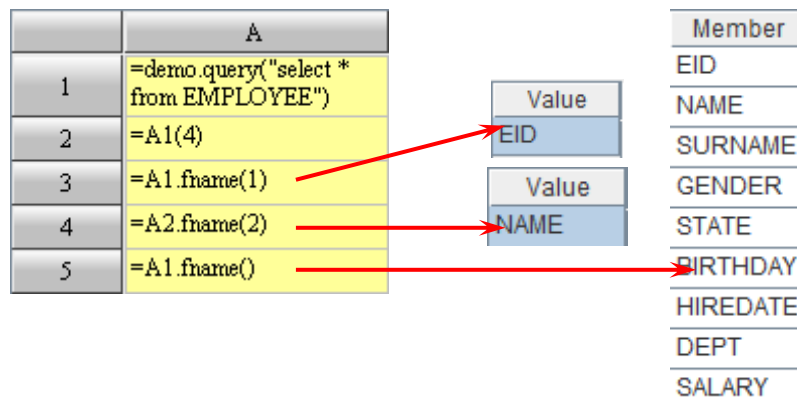 A
1
=demo.query("select *
from EMPLOYEE")
2
=A1(4)
3
=A1.fname(1)
4
=A2.fname(2)
5
=A1.fname()
Value
EID
Value
NAME
Member
EID
NAME
SURNAME
GENDER
STATE
BIRTHDAY
HIREDATE
DEPT
SALARY